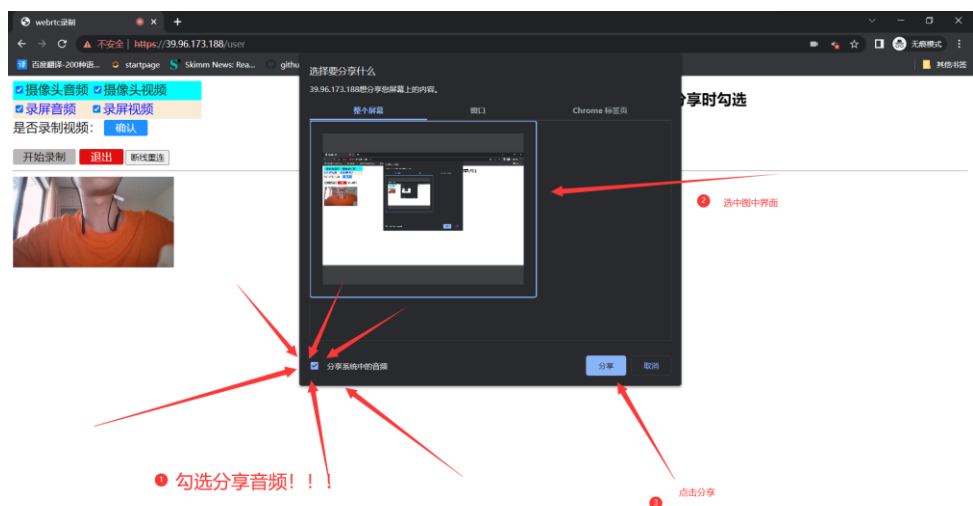 webrtc录制
不安全 | https://39.96.173.188/user
无痕模式
百度翻译-200种语...
startpage
Skimm News: Rea...
githu
其他书签
摄像头音频 摄像头视频
录屏音频 录屏视频
是否录制视频： 确认
开始录制 退出 断线重连
享时勾选
选择要分享什么
39.96.173.188想分享您屏幕上的内容。
整个屏幕 窗口 Chrome 标签页
2 选中图中界面
分享系统中的音频
分享 取消
1 勾选分享音频！！！
点击分享
3